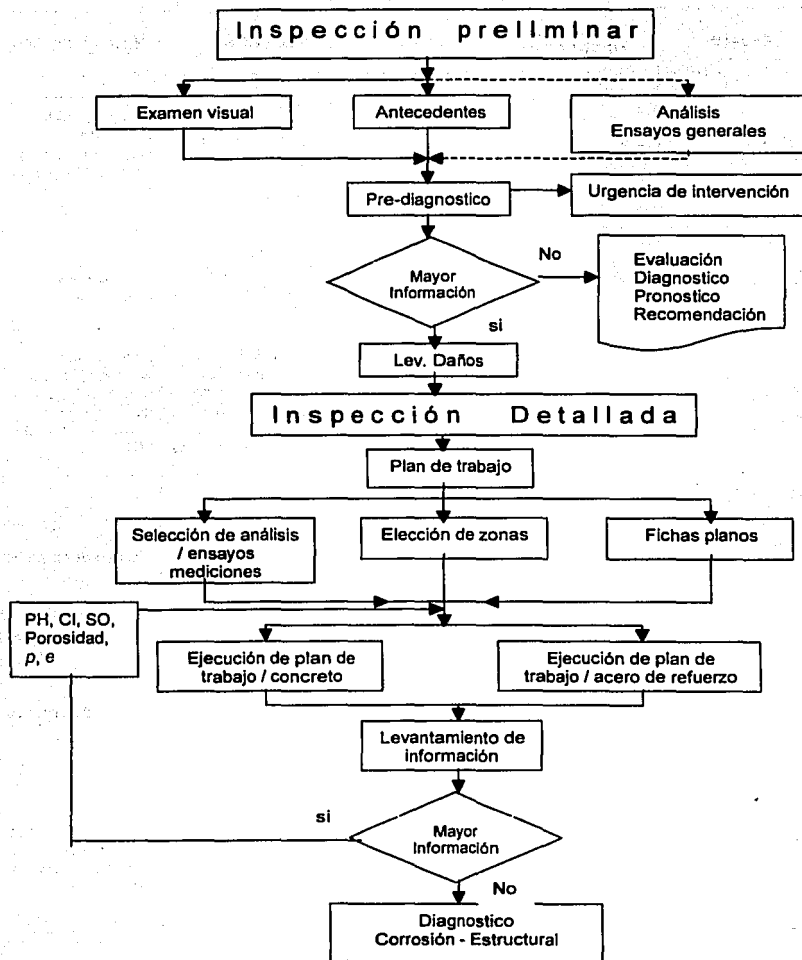 Inspección preliminar
Examen visual
Antecedentes
Análisis
Ensayos generales
Pre-diagnostico
Urgencia de intervención
Mayor
Información
No
Evaluación
Diagnostico
Pronostico
Recomendación
si
Lev. Daños
Inspección Detallada
Plan de trabajo
Selección de análisis
/ ensayos
mediciones
Elección de zonas
Fichas planos
PH, Cl, SO,
Porosidad,
p, e
Ejecución de plan de
trabajo / concreto
Ejecución de plan de
trabajo / acero de refuerzo
Levantamiento de
información
si
Mayor
Información
No
Diagnostico
Corrosión - Estructural